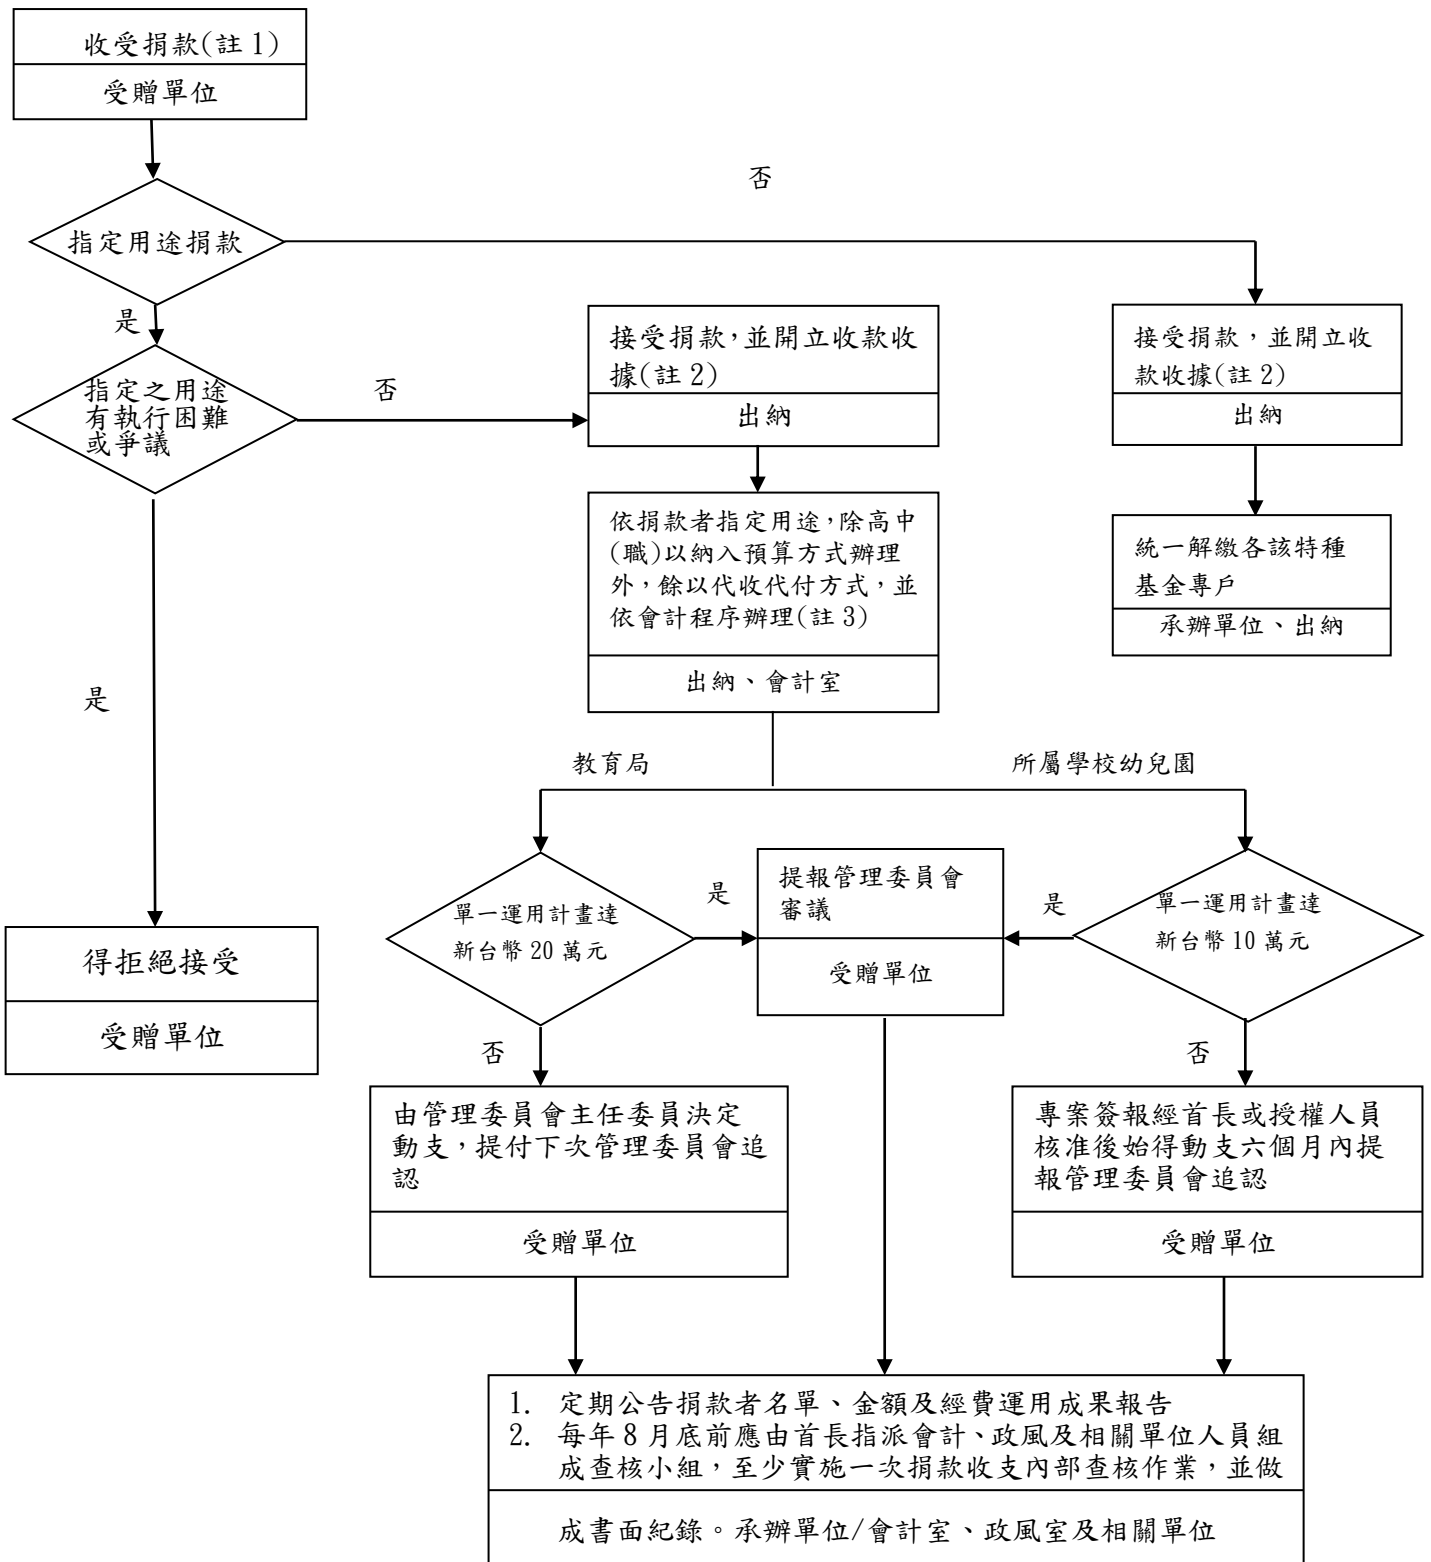 收受捐款(註1)
受贈單位
否
指定用途捐款
是
指定之用途
有執行困難
或爭議
否
接受捐款,並開立收款收
據(註2)
出納
接受捐款,並開立收
款收據(註2)
出納
依捐款者指定用途,除高中
(職)以納入預算方式辦理
外,餘以代收代付方式,並
依會計程序辦理(註3)
出納、會計室
統一解繳各該特種
基金專戶
承辦單位、出納
是
教育局
所屬學校幼兒園
單一運用計畫達
新台幣20萬元
是
提報管理委員會
審議
受贈單位
是
單一運用計畫達
新台幣10萬元
得拒絕接受
受贈單位
否
否
由管理委員會主任委員決定
動支,提付下次管理委員會追
認
受贈單位
專案簽報經首長或授權人員
核准後始得動支六個月內提
報管理委員會追認
受贈單位
1. 定期公告捐款者名單、金額及經費運用成果報告
2. 每年8月底前應由首長指派會計、政風及相關單位人員組
成查核小組,至少實施一次捐款收支內部查核作業,並做
成書面紀錄。承辦單位/會計室、政風室及相關單位